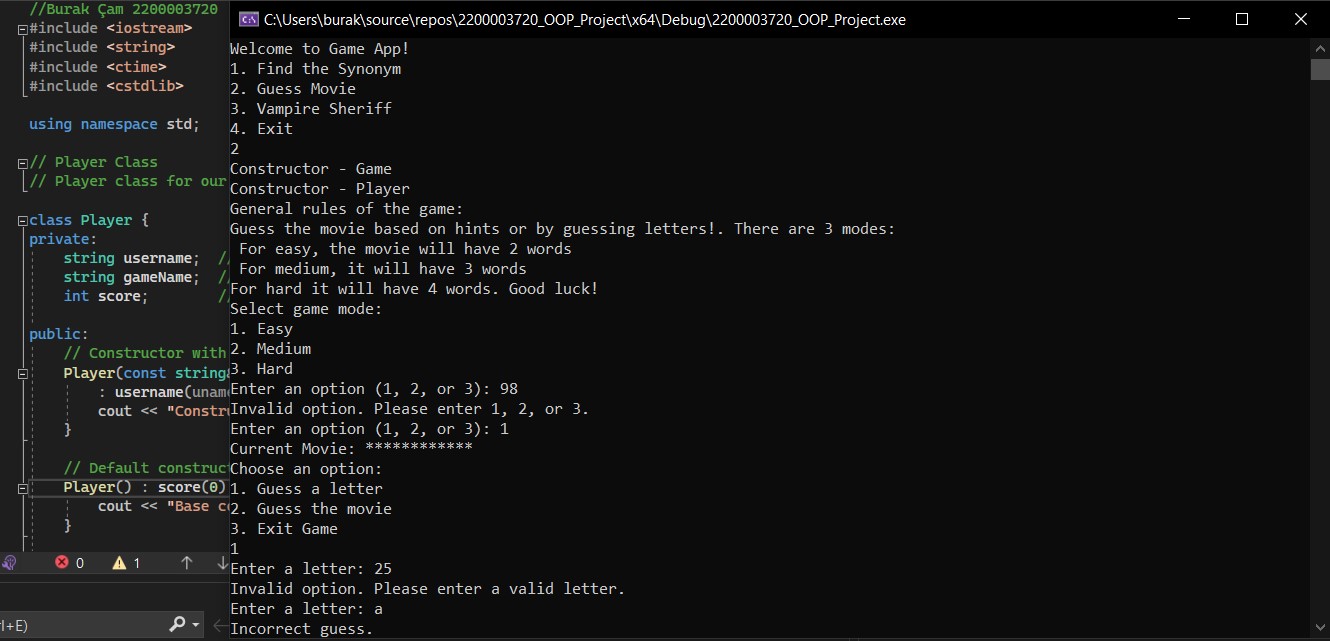 //Burak Çam 2200003720
#include <iostream>
#include <string>
#include <ctime>
#include <cstdlib>
using namespace std;
// Player Class
// Player class for our
class Player {
private:
string username; //
string gameName; //
int score; //
public:
// Constructor with
Player(const string&
: username(unam
cout << "Constru
}
// Default construct
Player() : score(0)
cout << "Base co
}
0 1
l+E)
C:\Users\burak\source\repos\2200003720_OOP_Project\x64\Debug\2200003720_OOP_Project.exe
Welcome to Game App!
1. Find the Synonym
2. Guess Movie
3. Vampire Sheriff
4. Exit
2
Constructor - Game
Constructor - Player
General rules of the game:
Guess the movie based on hints or by guessing letters!. There are 3 modes:
For easy, the movie will have 2 words
For medium, it will have 3 words
For hard it will have 4 words. Good luck!
Select game mode:
1. Easy
2. Medium
3. Hard
Enter an option (1, 2, or 3): 98
Invalid option. Please enter 1, 2, or 3.
Enter an option (1, 2, or 3): 1
Current Movie: ************
Choose an option:
1. Guess a letter
2. Guess the movie
3. Exit Game
1
Enter a letter: 25
Invalid option. Please enter a valid letter.
Enter a letter: a
Incorrect guess.